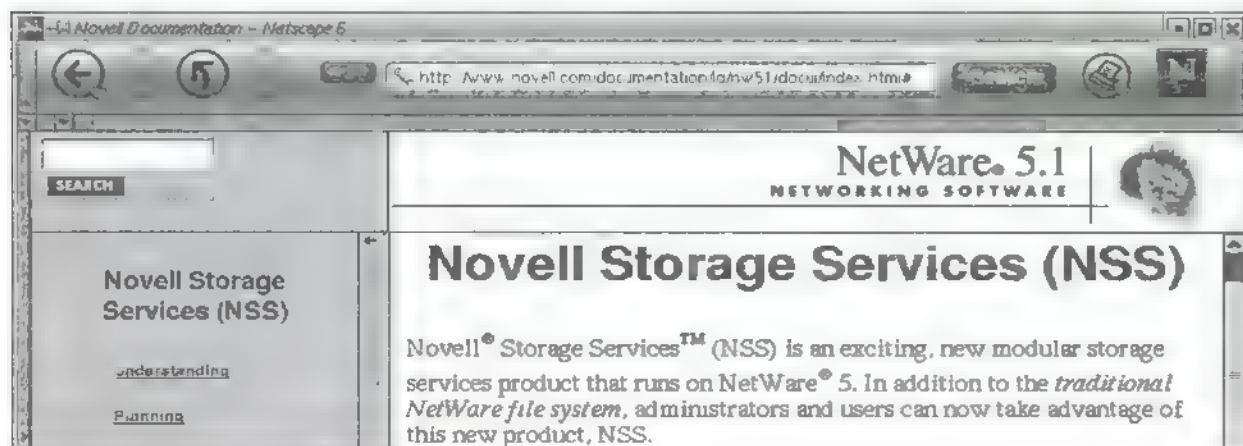 Novell Documentation – Netscape 6
http://www.novell.com/documentation/lg/nw51/docui/index.html#
SEARCH
NetWare® 5.1
NETWORKING SOFTWARE
Novell Storage
Services (NSS)
Understanding
Planning
Novell Storage Services (NSS)
Novell® Storage Services™ (NSS) is an exciting, new modular storage
services product that runs on NetWare® 5. In addition to the traditional
NetWare file system, administrators and users can now take advantage of
this new product, NSS.